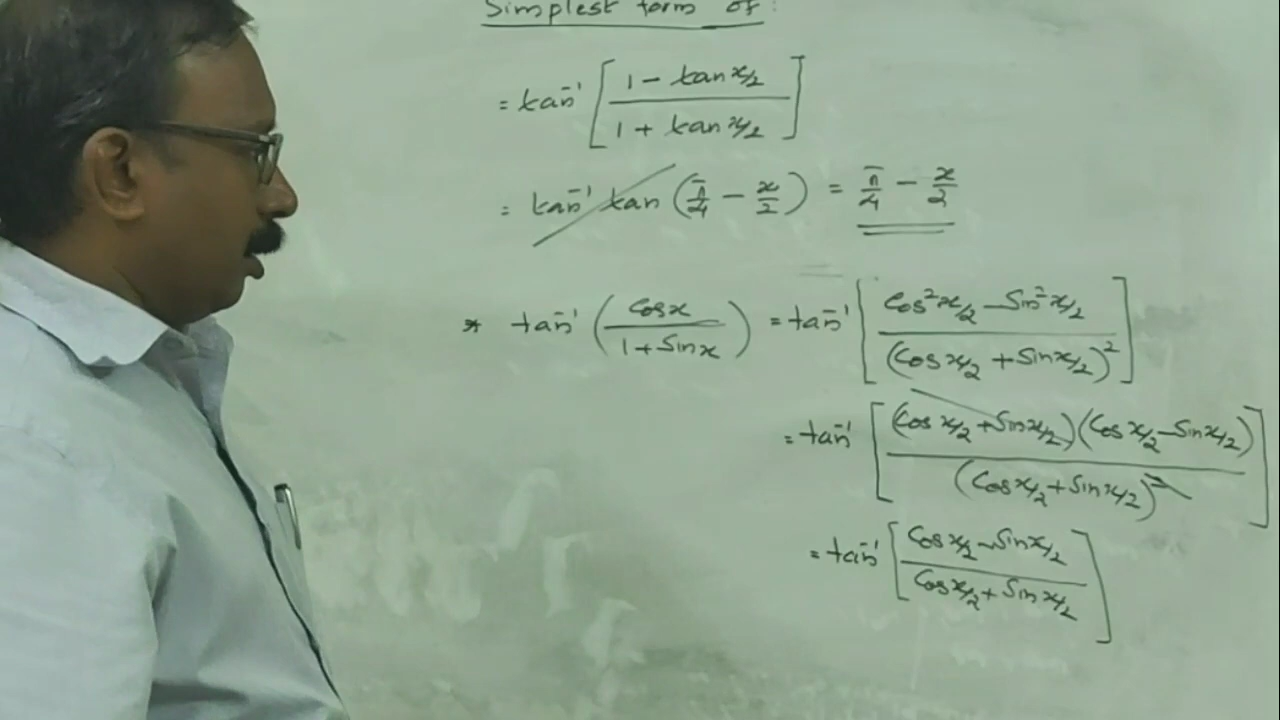 Simplest form of :
= tan⁻¹ [ (1 - tan x/2) / (1 + tan x/2) ]
= tan⁻¹ tan (π/4 - x/2) = π/4 - x/2
* tan⁻¹ ( cosx / (1 + Sinx) ) = tan⁻¹ [ (Cos² x/2 - Sin² x/2) / (Cos x/2 + Sin x/2)² ]
= tan⁻¹ [ (Cos x/2 + Sin x/2)(Cos x/2 - Sin x/2) / (Cos x/2 + Sin x/2)² ]
= tan⁻¹ [ (Cos x/2 - Sin x/2) / (Cos x/2 + Sin x/2) ]